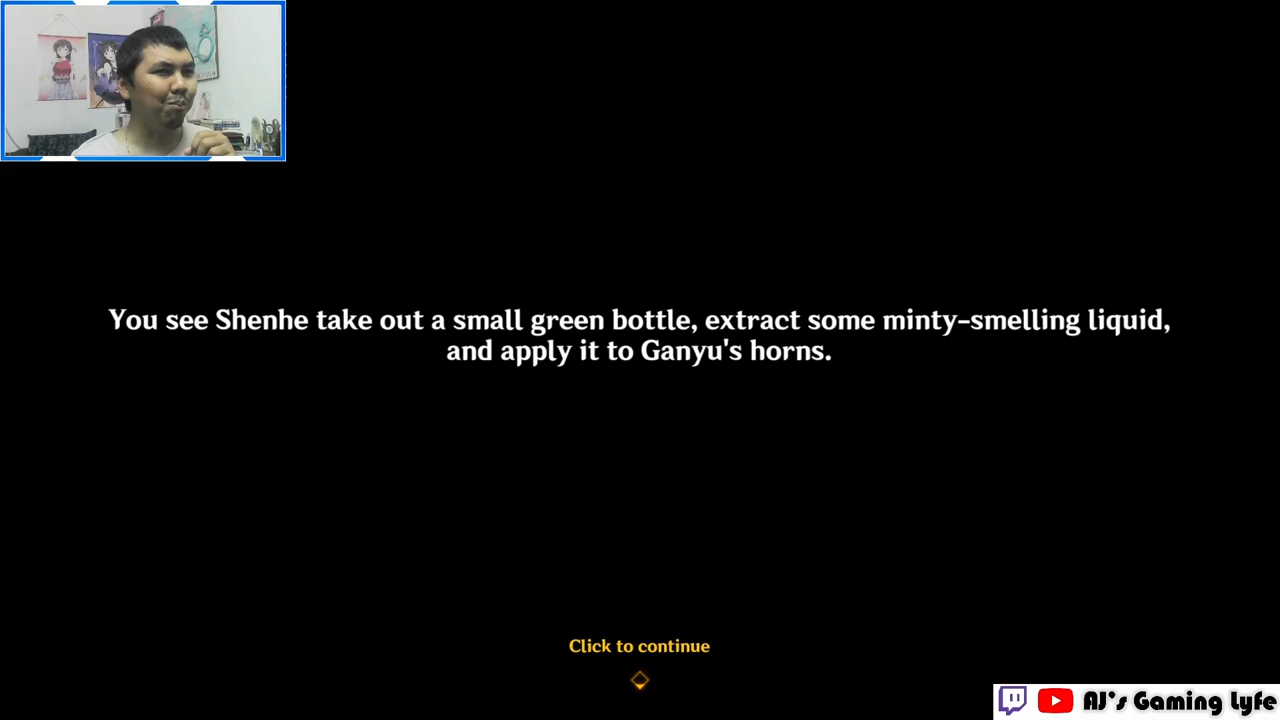 You see Shenhe take out a small green bottle, extract some minty-smelling liquid,
and apply it to Ganyu's horns.
Click to continue
AJ's Gaming Lyfe